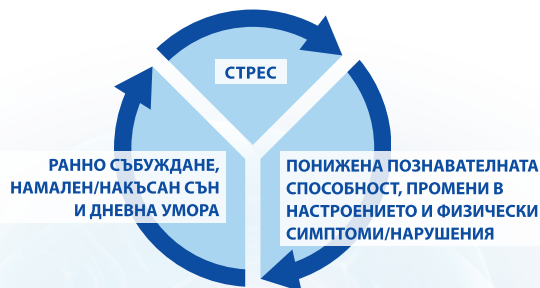 СТРЕС
РАННО СЪБУЖДАНЕ,
НАМАЛЕН/НАКЪСАН СЪН
И ДНЕВНА УМОРА
ПОНИЖЕНА ПОЗНАВАТЕЛНАТА
СПОСОБНОСТ, ПРОМЕНИ В
НАСТРОЕНИЕТО И ФИЗИЧЕСКИ
СИМПТОМИ/НАРУШЕНИЯ